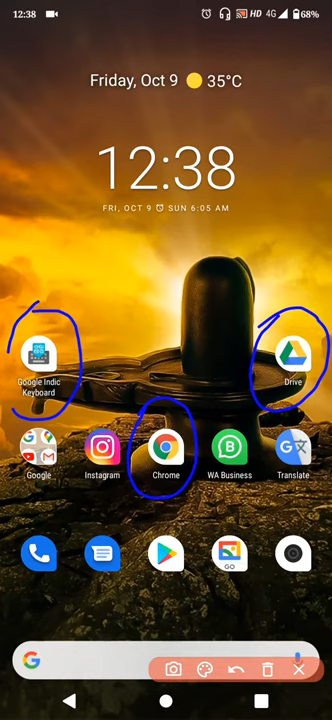 12:38
HD 4G 68%
Friday, Oct 9 35°C
12:38
FRI, OCT 9 SUN 6:05 AM
Google Indic
Keyboard
Drive
Google
Instagram
Chrome
WA Business
Translate
GO